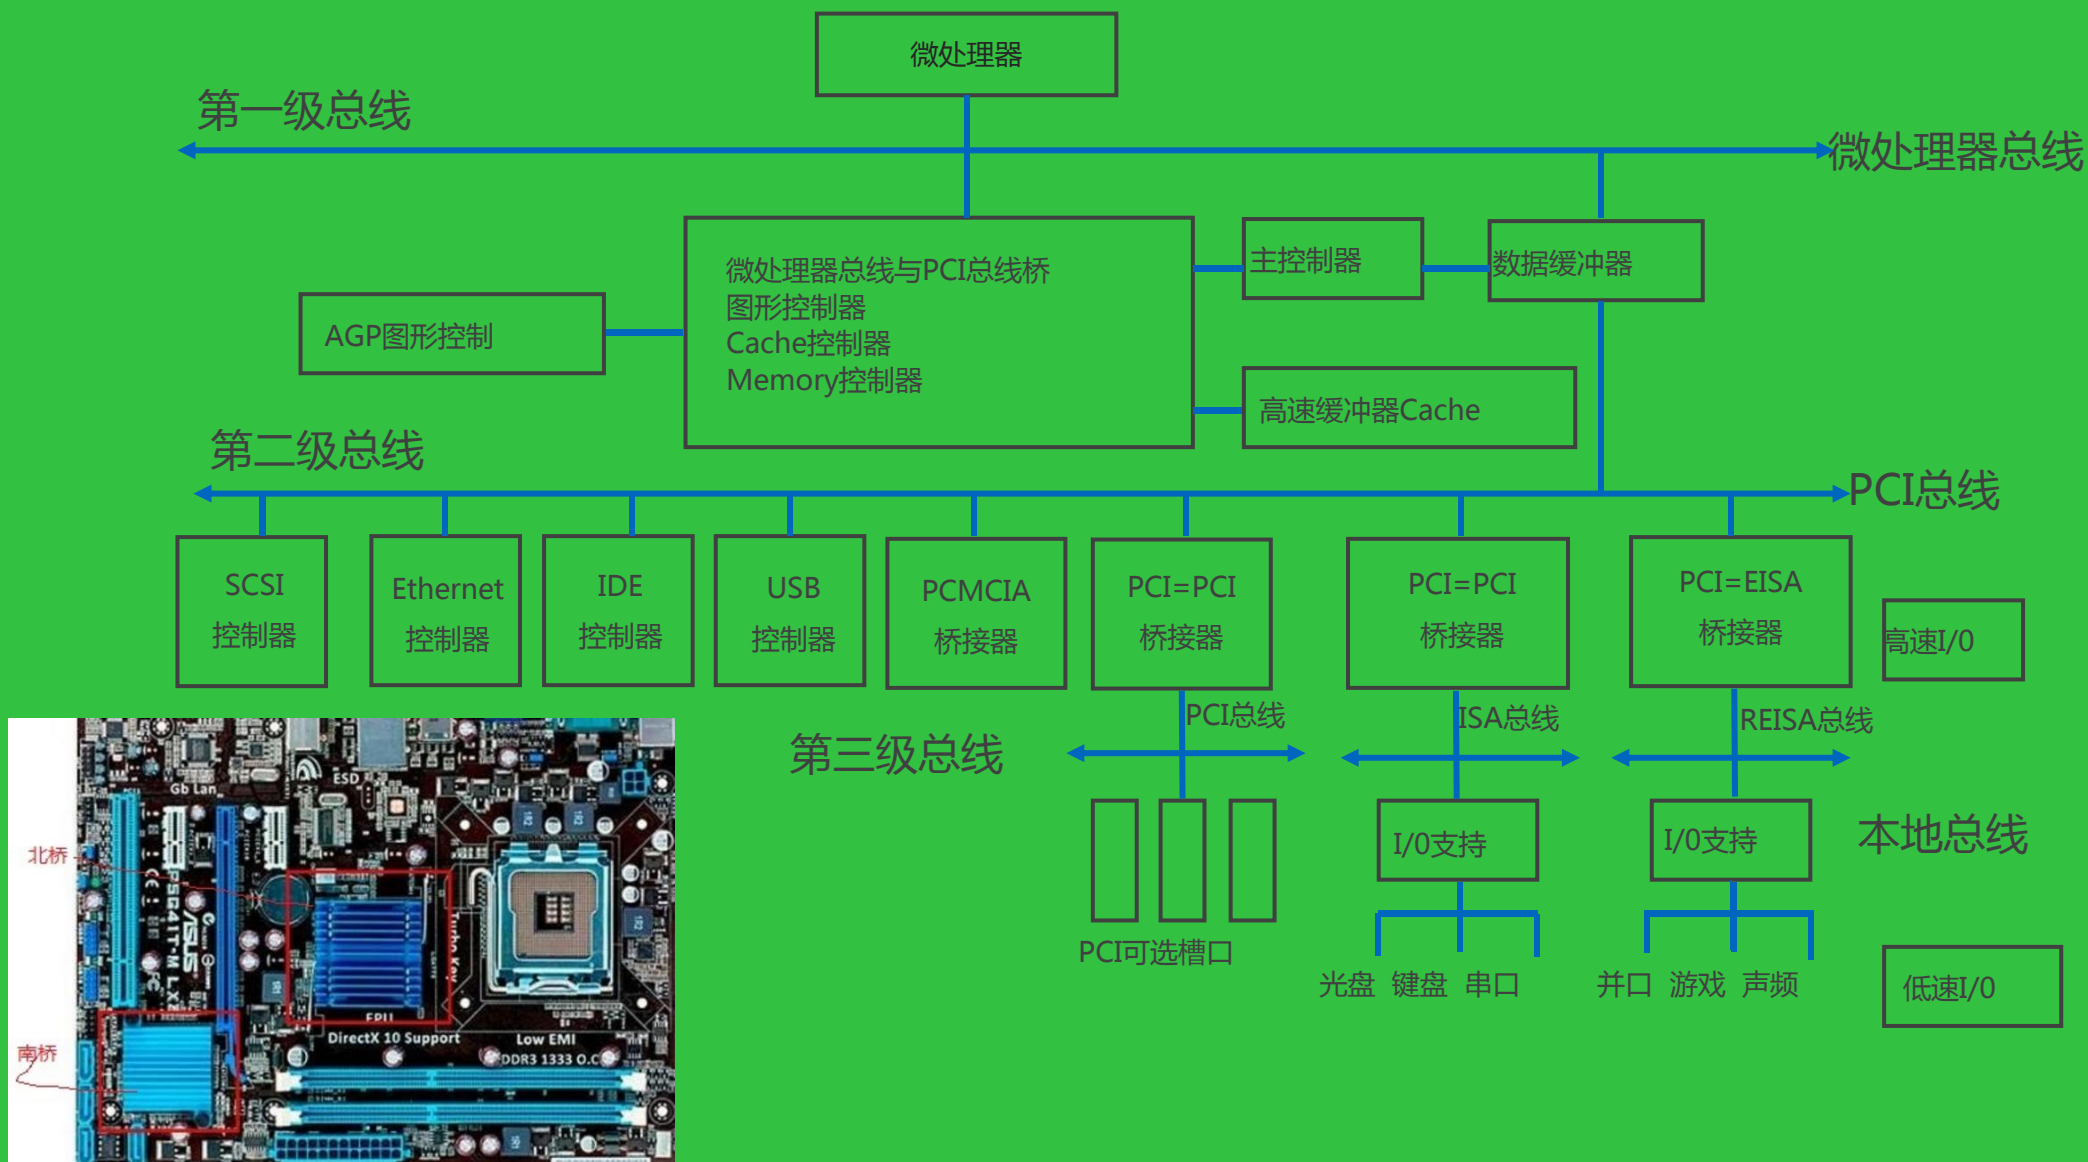 微处理器
第一级总线
微处理器总线
微处理器总线与PCI总线桥
图形控制器
Cache控制器
Memory控制器
主控制器
数据缓冲器
AGP图形控制
高速缓冲器Cache
第二级总线
PCI总线
SCSI
控制器
Ethernet
控制器
IDE
控制器
USB
控制器
PCMCIA
桥接器
PCI=PCI
桥接器
PCI=PCI
桥接器
PCI=EISA
桥接器
高速I/0
第三级总线
PCI总线
ISA总线
REISA总线
I/0支持
I/0支持
本地总线
PCI可选槽口
光盘 键盘 串口
并口 游戏 声频
低速I/0
北桥
南桥
Gb Lan
ESD
P5G41T-M LX
ASUS
Turbo Key
EPU
DirectX 10 Support
Low EMI
DDR3 1333 O.C